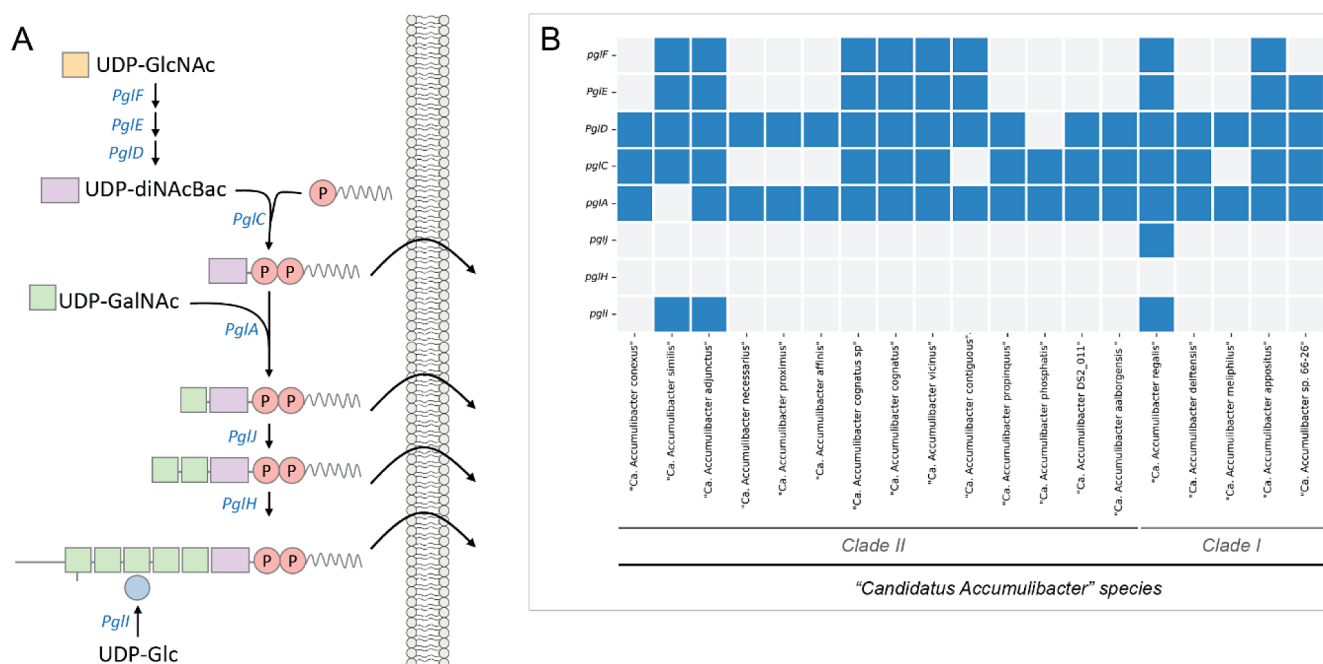 A
UDP-GlcNAc
PglF
PglE
PglD
UDP-diNAcBac
P
PglC
P P
UDP-GalNAc
PglA
P P
PglJ
P P
PglH
P P
PglI
UDP-Glc
B
pglF
PglE
PglD
pglC
pglA
pglJ
pglH
pglI
"Ca. Accumulibacter conexus"
"Ca. Accumulibacter similis"
"Ca. Accumulibacter adjunctus"
"Ca. Accumulibacter necessarius"
"Ca. Accumulibacter proximus"
"Ca. Accumulibacter affinis"
"Ca. Accumulibacter cognatus sp"
"Ca. Accumulibacter cognatus"
"Ca. Accumulibacter vicinus"
"Ca. Accumulibacter contiguous".
"Ca. Accumulibacter propinquus"
"Ca. Accumulibacter phosphatis"
"Ca. Accumulibacter DS2_011"
"Ca. Accumulibacter aalborgensis "
"Ca. Accumulibacter regalis"
"Ca. Accumulibacter delftensis"
"Ca. Accumulibacter meliphilus"
"Ca. Accumulibacter appositus"
"Ca. Accumulibacter sp. 66-26"
Clade II
Clade I
“Candidatus Accumulibacter” species